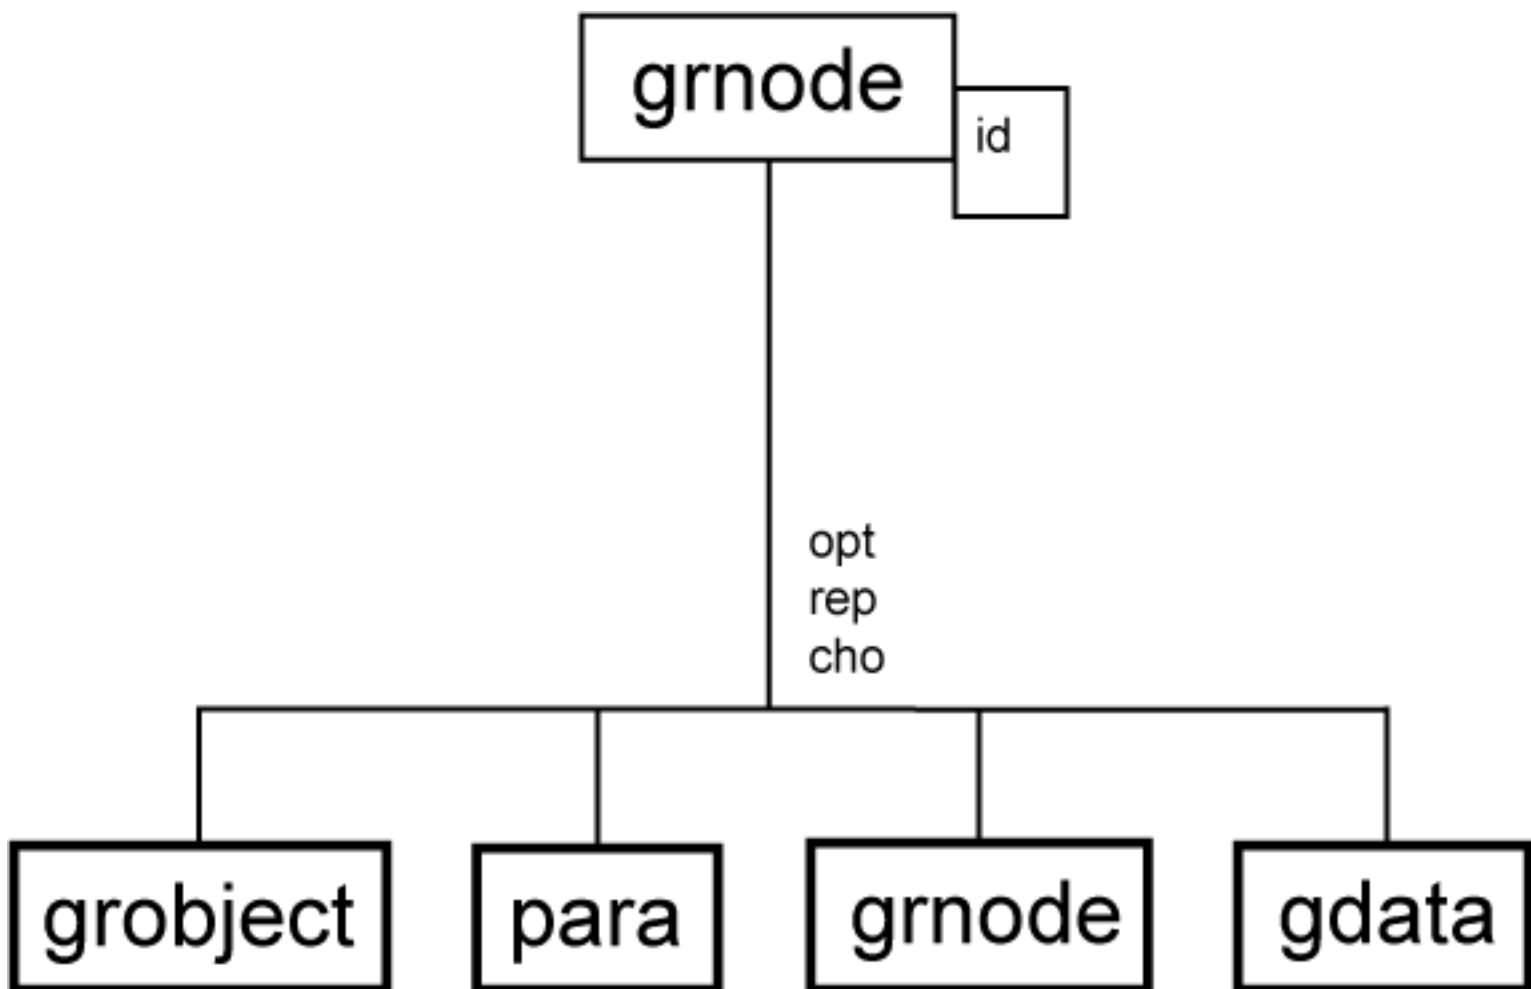 grnode
id
opt
rep
cho
grobject
para
grnode
gdata